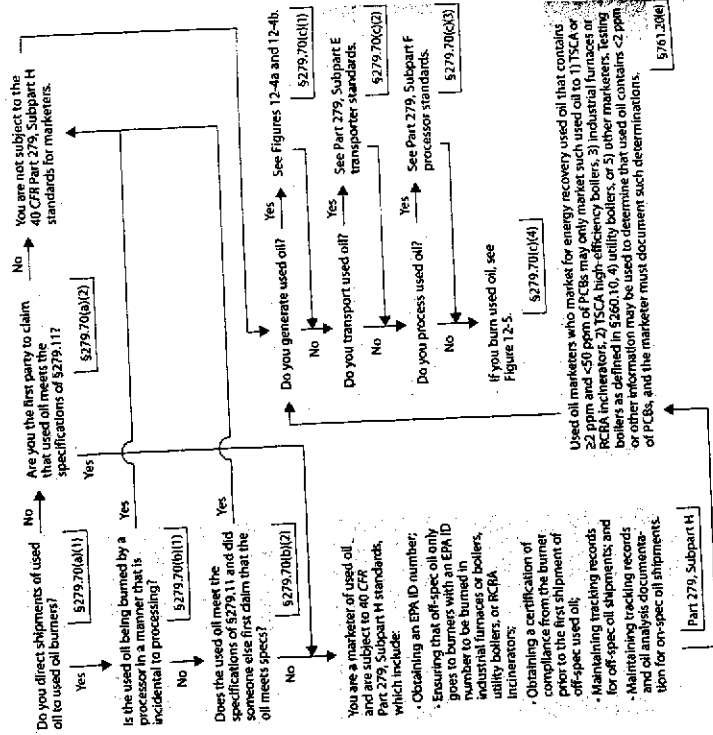 Do you direct shipments of used
oil to used oil burners?
§279.70(a)(1)
No
Are you the first party to claim
that used oil meets the
specifications of §279.11?
§279.70(a)(2)
No
You are not subject to the
40 CFR Part 279, Subpart H
standards for marketers.
Yes
Yes
Is the used oil being burned by a
processor in a manner that is
incidental to processing?
§279.70(b)(1)
Yes
No
Does the used oil meet the
specifications of §279.11 and did
someone else first claim that the
oil meets specs?
§279.70(b)(2)
Yes
No
You are a marketer of used oil
and are subject to 40 CFR
Part 279, Subpart H standards,
which include:
• Obtaining an EPA ID number;
• Ensuring that off-spec oil only
goes to burners with an EPA ID
number to be burned in
industrial furnaces or boilers,
utility boilers, or RCRA
incinerators;
• Obtaining a certification of
compliance from the burner
prior to the first shipment of
off-spec used oil;
• Maintaining tracking records
for off-spec oil shipments; and
• Maintaining tracking records
and oil analysis documenta-
tion for on-spec oil shipments.
Part 279, Subpart H
Do you generate used oil?
Yes
See Figures 12-4a and 12-4b.
§279.70(c)(1)
No
Do you transport used oil?
Yes
See Part 279, Subpart E
transporter standards.
§279.70(c)(2)
No
Do you process used oil?
Yes
See Part 279, Subpart F
processor standards.
§279.70(c)(3)
No
If you burn used oil, see
Figure 12-5.
§279.70(c)(4)
Used oil marketers who market for energy recovery used oil that contains
≥2 ppm and <50 ppm of PCBs may only market such used oil to 1) TSCA or
RCRA incinerators, 2) TSCA high-efficiency boilers, 3) industrial furnaces or
boilers as defined in §260.10, 4) utility boilers, or 5) other marketers. Testing
or other information may be used to determine that used oil contains <2 ppm
of PCBs, and the marketer must document such determinations.
§761.20(e)